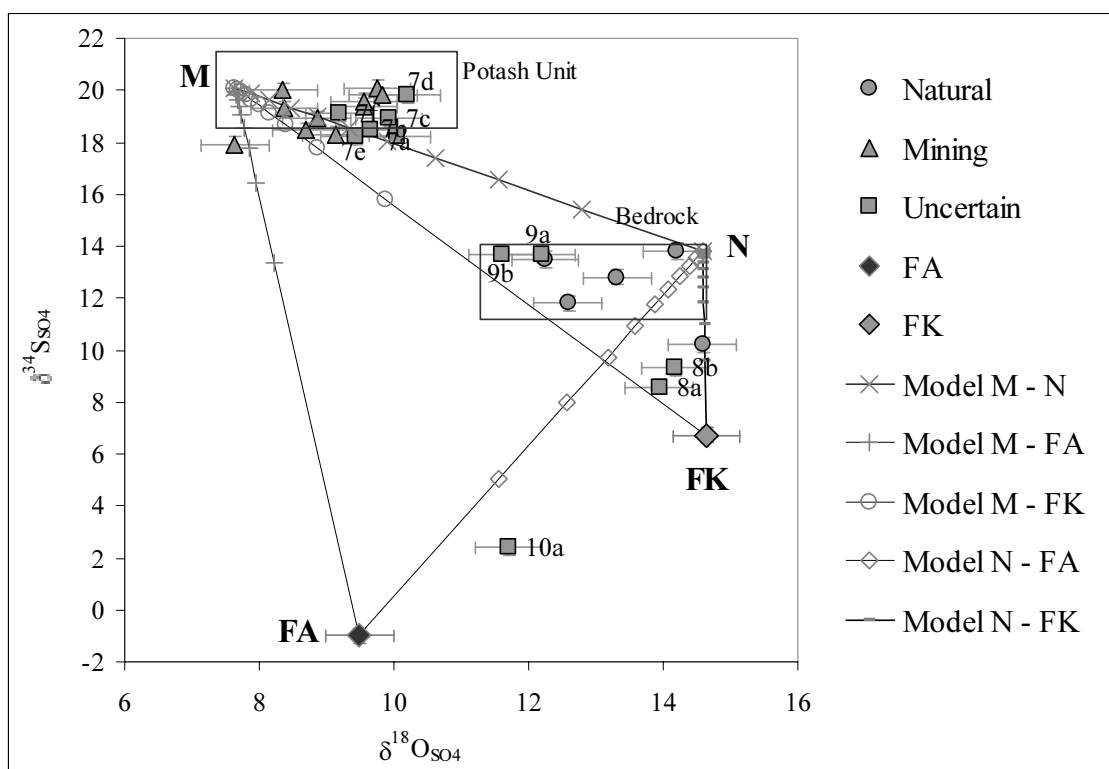 22
20
18
16
14
12
10
8
6
4
2
0
-2
δ34SSO4
6 8 10 12 14 16
δ18OSO4
M
Potash Unit
7d
7c
7a
7e
Bedrock
N
9a
9b
8b
8a
FK
10a
FA
Natural
Mining
Uncertain
FA
FK
Model M - N
Model M - FA
Model M - FK
Model N - FA
Model N - FK